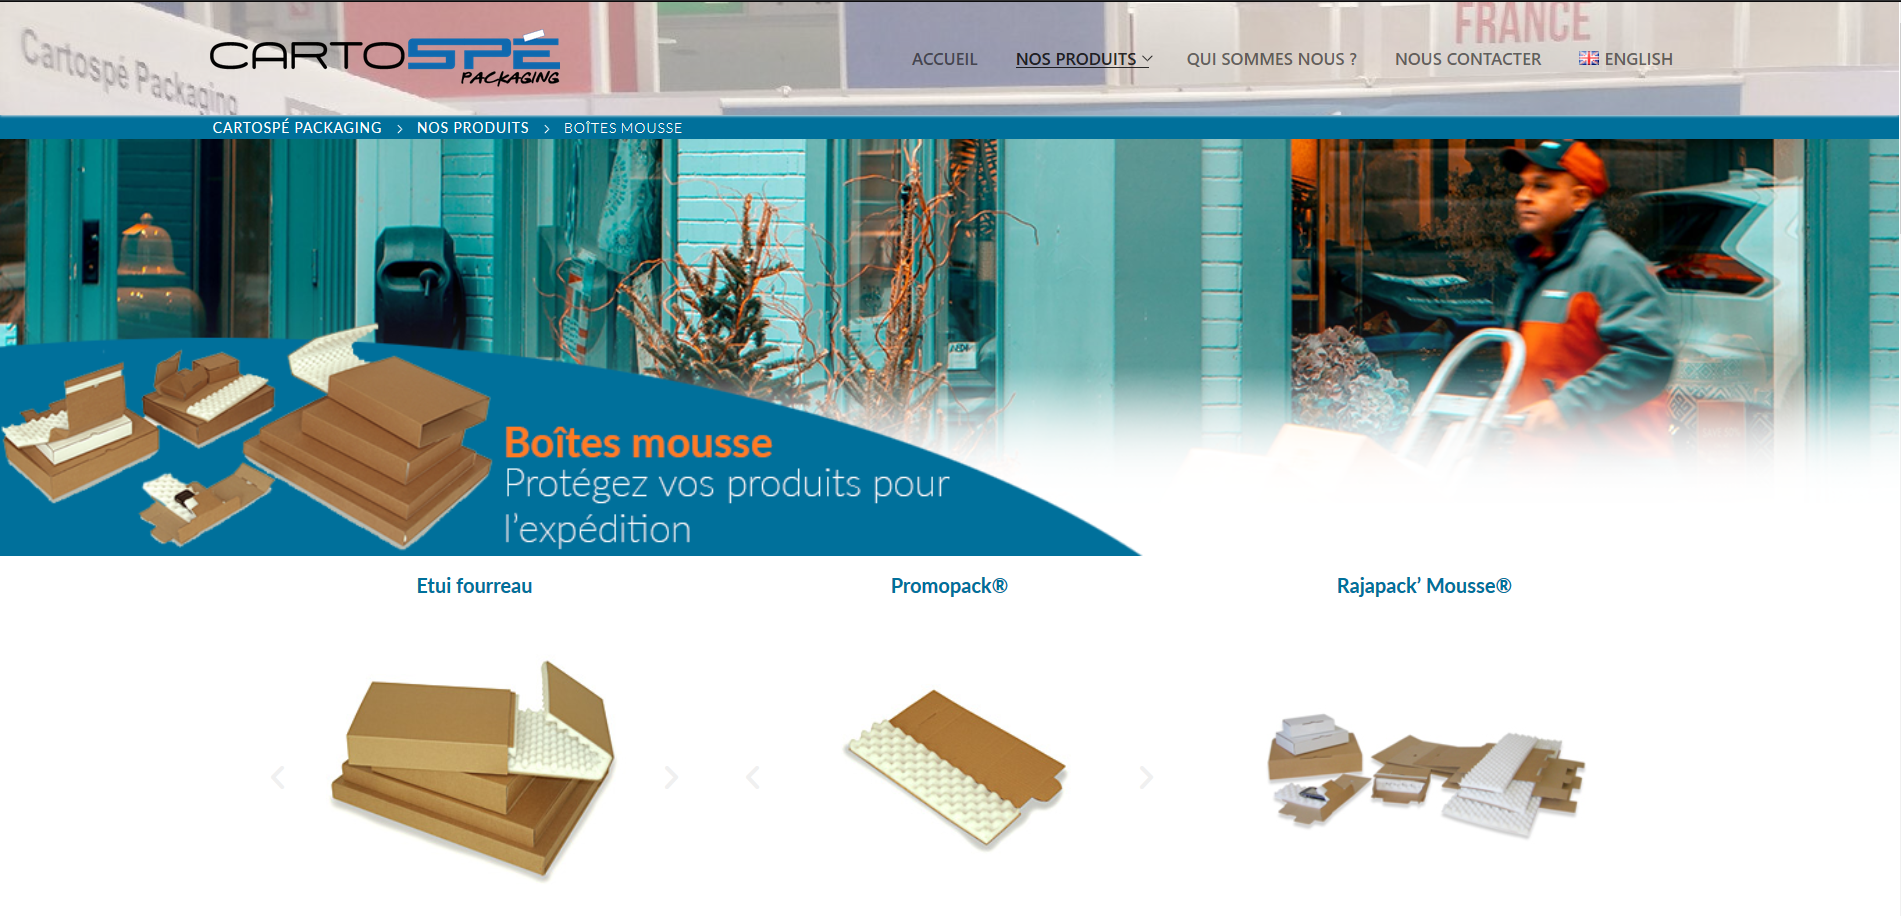 Cartospé Packaging
FRANCE
CARTOSPÉ
PACKAGING
ACCUEIL
NOS PRODUITS
QUI SOMMES NOUS ?
NOUS CONTACTER
ENGLISH
CARTOSPÉ PACKAGING > NOS PRODUITS > BOÎTES MOUSSE
Boîtes mousse
Protégez vos produits pour
l’expédition
Etui fourreau
Promopack®
Rajapack’ Mousse®